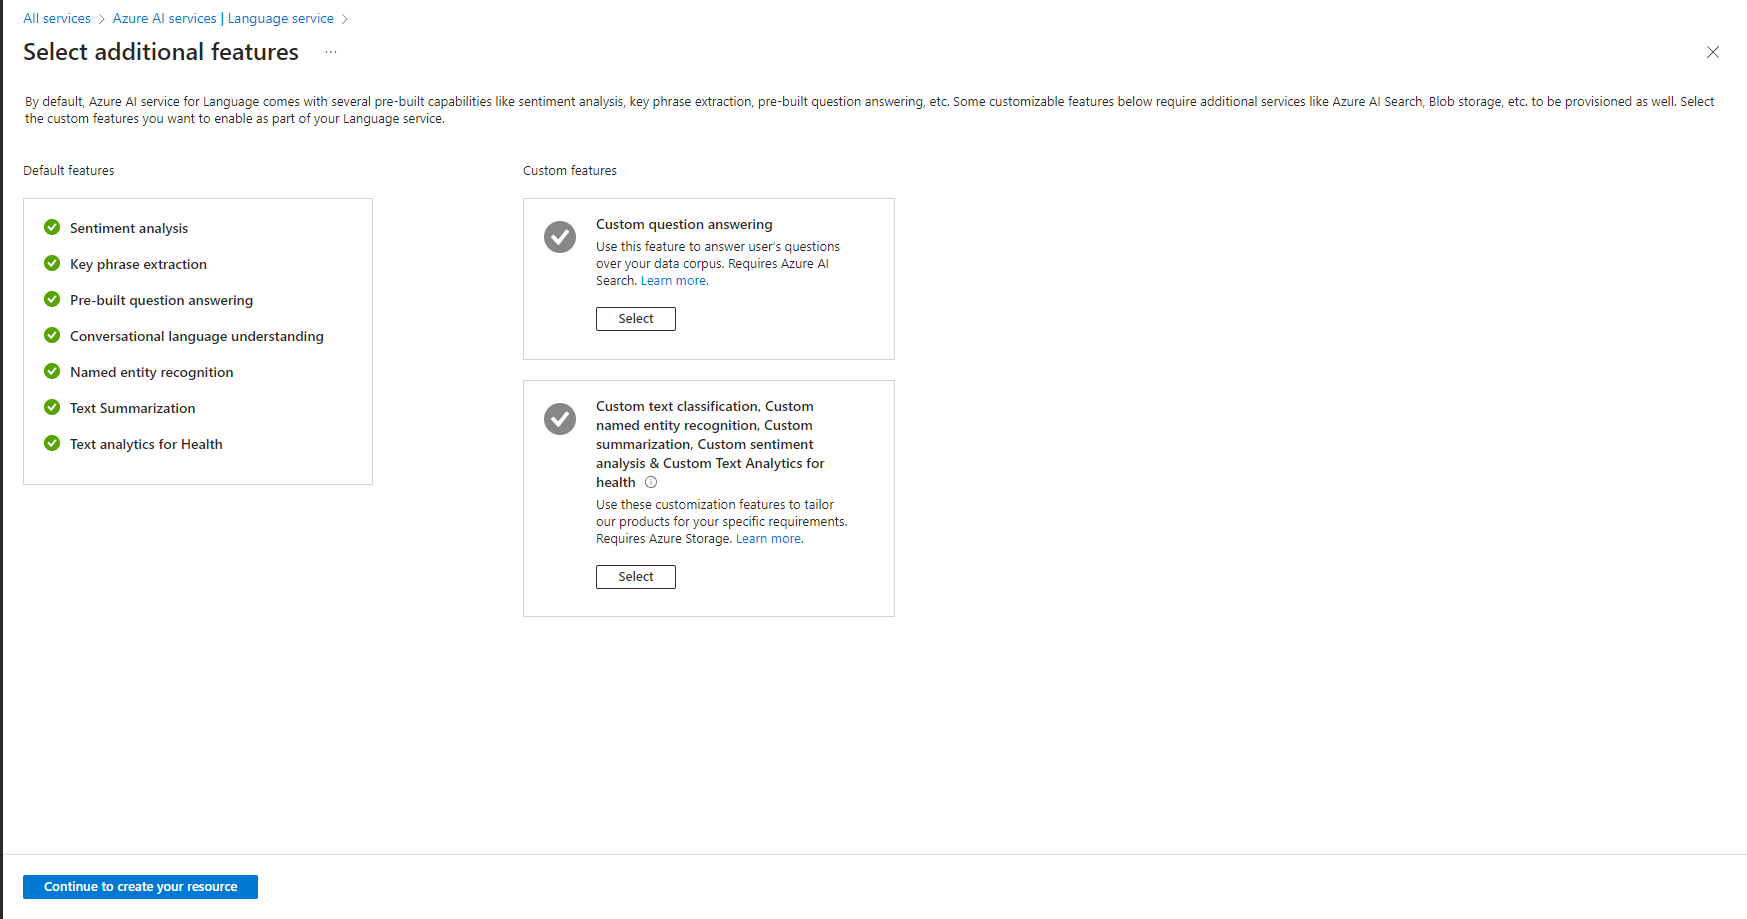 All services > Azure AI services | Language service >
Select additional features ...
By default, Azure AI service for Language comes with several pre-built capabilities like sentiment analysis, key phrase extraction, pre-built question answering, etc. Some customizable features below require additional services like Azure AI Search, Blob storage, etc. to be provisioned as well. Select
the custom features you want to enable as part of your Language service.
Default features
Sentiment analysis
Key phrase extraction
Pre-built question answering
Conversational language understanding
Named entity recognition
Text Summarization
Text analytics for Health
Custom features
Custom question answering
Use this feature to answer user's questions
over your data corpus. Requires Azure AI
Search. Learn more.
Select
Custom text classification, Custom
named entity recognition, Custom
summarization, Custom sentiment
analysis & Custom Text Analytics for
health
Use these customization features to tailor
our products for your specific requirements.
Requires Azure Storage. Learn more.
Select
Continue to create your resource